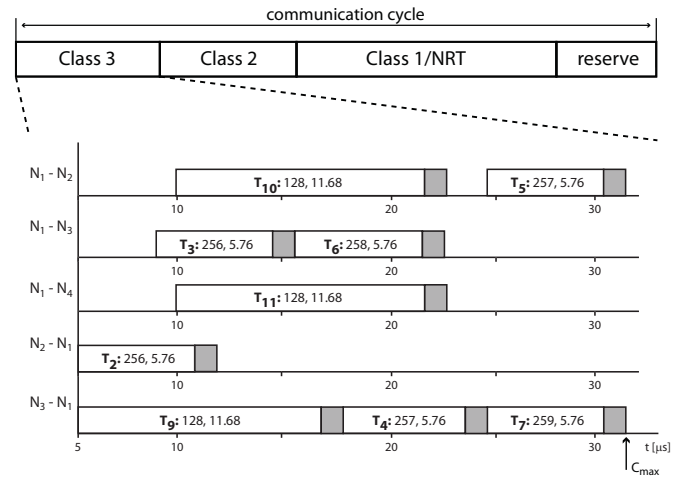 communication cycle
Class 3 Class 2 Class 1/NRT reserve
N1 - N2 T10: 128, 11.68 T5: 257, 5.76
10 20 30
N1 - N3 T3: 256, 5.76 T6: 258, 5.76
10 20 30
N1 - N4 T11: 128, 11.68
10 20 30
N2 - N1 T2: 256, 5.76
10 20 30
N3 - N1 T9: 128, 11.68 T4: 257, 5.76 T7: 259, 5.76
5 10 20 30 t [μs]
Cmax